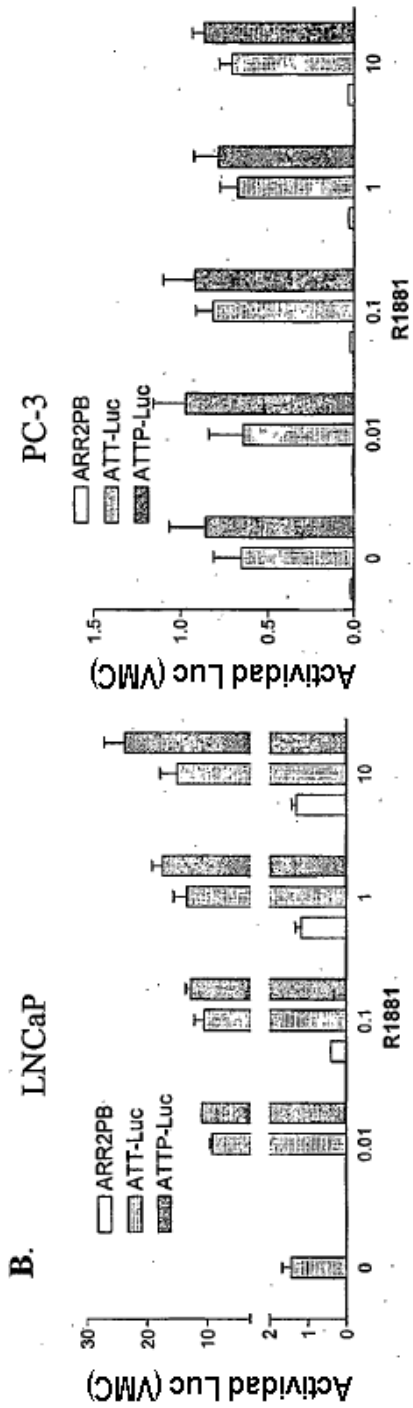 B.
LNCaP
ARR2PB
ATT-Luc
ATTP-Luc
Actividad Luc (VMC)
30
20
10
2
1
0
0
0.01
0.1
1
10
R1881
PC-3
ARR2PB
ATT-Luc
ATTP-Luc
Actividad Luc (VMC)
1.5
1.0
0.5
0.0
0
0.01
0.1
1
10
R1881